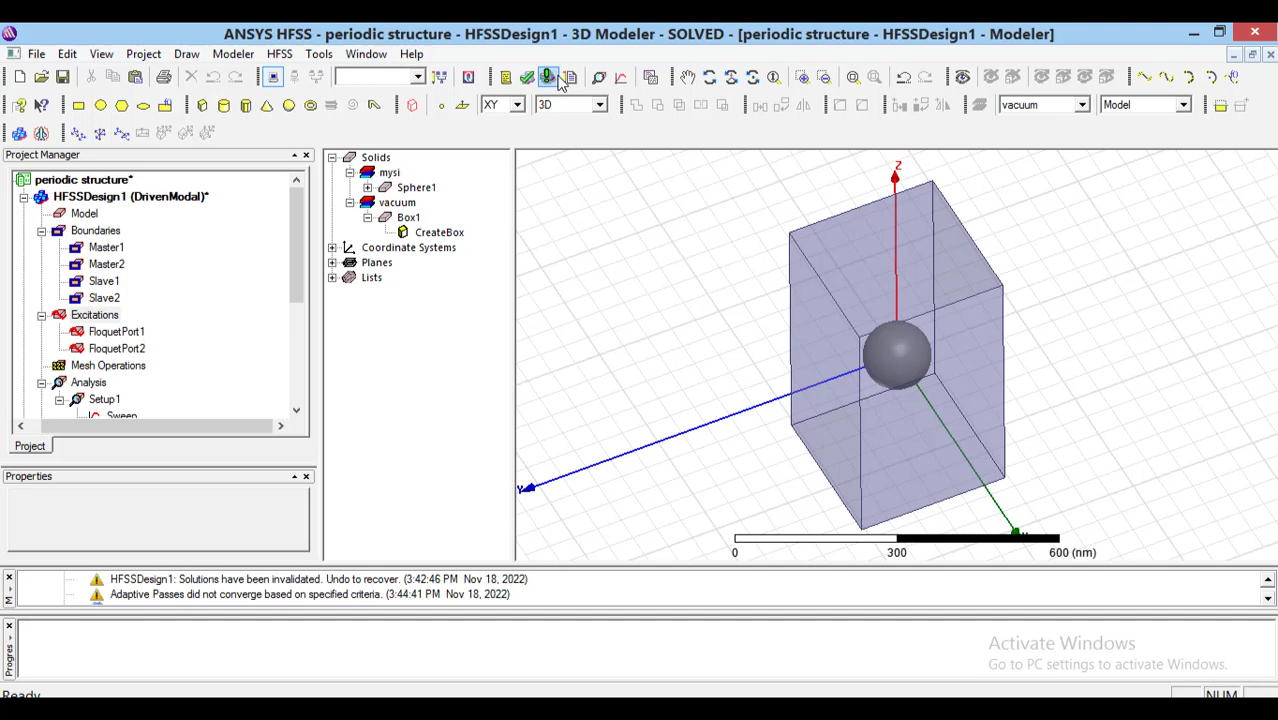 ANSYS HFSS - periodic structure - HFSSDesign1 - 3D Modeler - SOLVED - [periodic structure - HFSSDesign1 - Modeler]
File Edit View Project Draw Modeler HFSS Tools Window Help
XY 3D vacuum Model
Project Manager
periodic structure*
HFSSDesign1 (DrivenModal)*
Model
Boundaries
Master1
Master2
Slave1
Slave2
Excitations
FloquetPort1
FloquetPort2
Mesh Operations
Analysis
Setup1
Sweep
Project
Properties
Solids
mysi
Sphere1
vacuum
Box1
CreateBox
Coordinate Systems
Planes
Lists
Z
Y
0 300 600 (nm)
M
HFSSDesign1: Solutions have been invalidated. Undo to recover. (3:42:46 PM Nov 18, 2022)
Adaptive Passes did not converge based on specified criteria. (3:44:41 PM Nov 18, 2022)
Progres
Activate Windows
Go to PC settings to activate Windows.
Ready
NUM